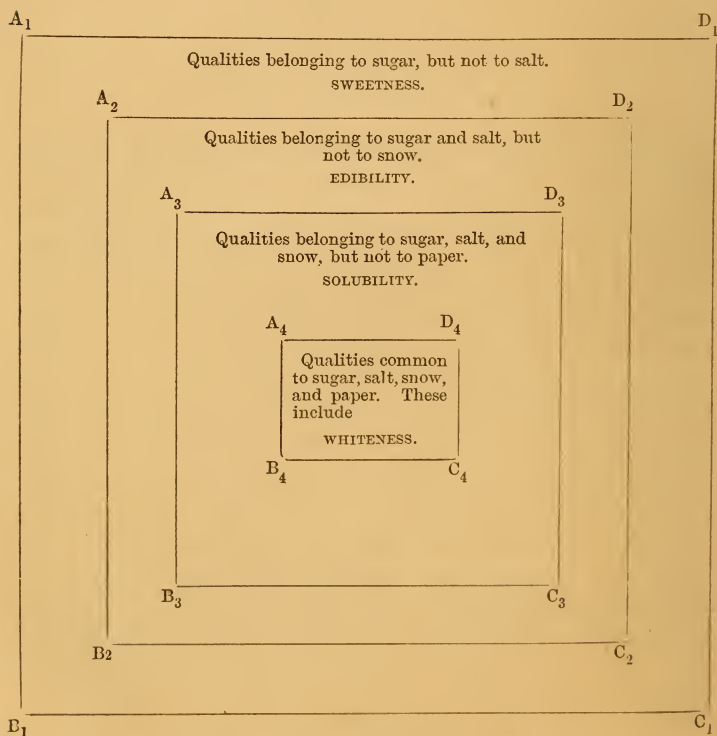 A₁ D₁
Qualities belonging to sugar, but not to salt.
SWEETNESS.
A₂ D₂
Qualities belonging to sugar and salt, but
not to snow.
EDIBILITY.
A₃ D₃
Qualities belonging to sugar, salt, and
snow, but not to paper.
SOLUBILITY.
A₄ D₄
Qualities common
to sugar, salt, snow,
and paper. These
include
WHITENESS.
B₄ C₄
B₃ C₃
B2 C₂
B₁ C₁